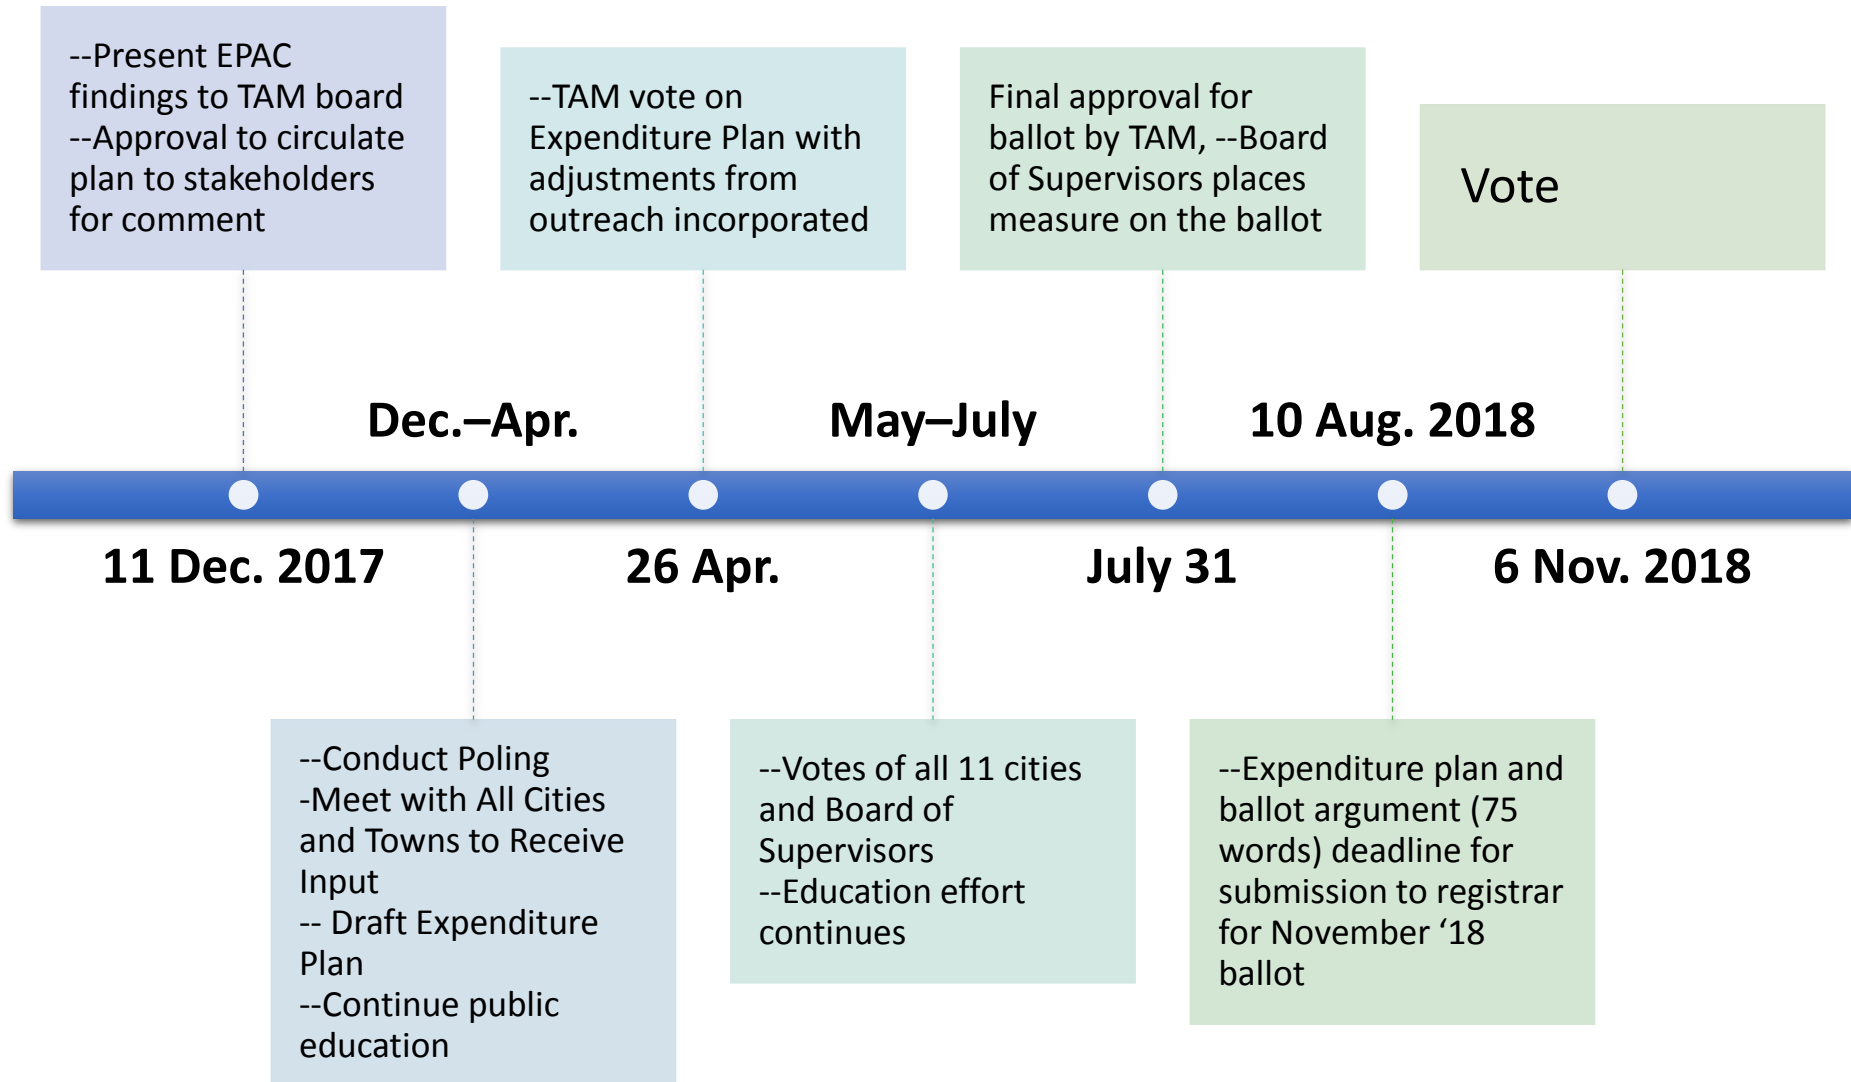 --Present EPAC
findings to TAM board
--Approval to circulate
plan to stakeholders
for comment
--TAM vote on
Expenditure Plan with
adjustments from
outreach incorporated
Final approval for
ballot by TAM, --Board
of Supervisors places
measure on the ballot
Vote
Dec.–Apr.
May–July
10 Aug. 2018
11 Dec. 2017
26 Apr.
July 31
6 Nov. 2018
--Conduct Poling
-Meet with All Cities
and Towns to Receive
Input
-- Draft Expenditure
Plan
--Continue public
education
--Votes of all 11 cities
and Board of
Supervisors
--Education effort
continues
--Expenditure plan and
ballot argument (75
words) deadline for
submission to registrar
for November ‘18
ballot